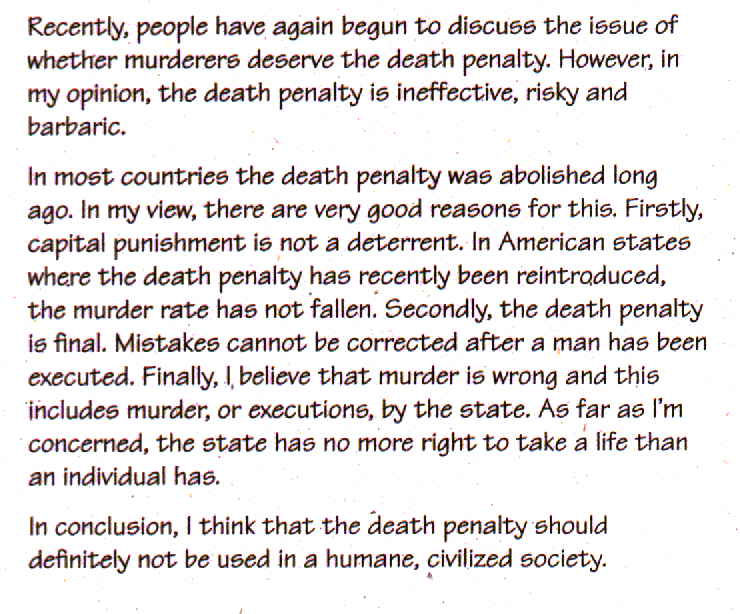 Recently, people have again begun to discuss the issue of
whether murderers deserve the death penalty. However, in
my opinion, the death penalty is ineffective, risky and
barbaric.
In most countries the death penalty was abolished long
ago. In my view, there are very good reasons for this. Firstly,
capital punishment is not a deterrent. In American states
where the death penalty has recently been reintroduced,
the murder rate has not fallen. Secondly, the death penalty
is final. Mistakes cannot be corrected after a man has been
executed. Finally, I believe that murder is wrong and this
includes murder, or executions, by the state. As far as I'm
concerned, the state has no more right to take a life than
an individual has.
In conclusion, I think that the death penalty should
definitely not be used in a humane, civilized society.